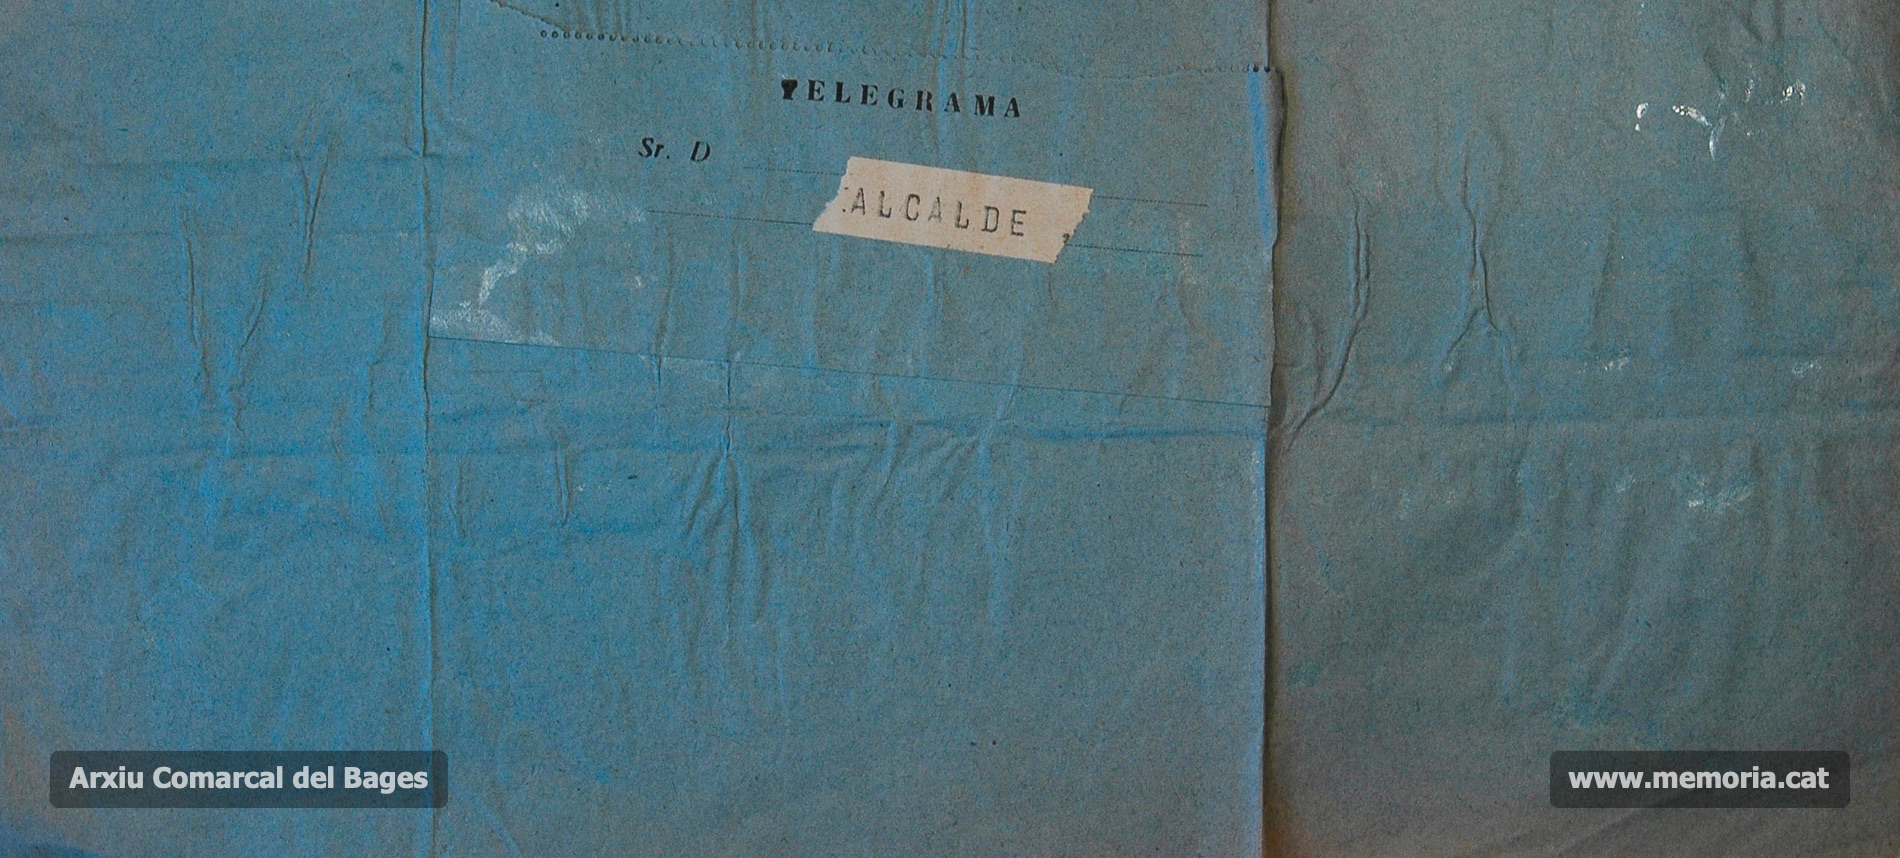 TELEGRAMA
Sr. D
ALCALDE
Arxiu Comarcal del Bages
www.memoria.cat